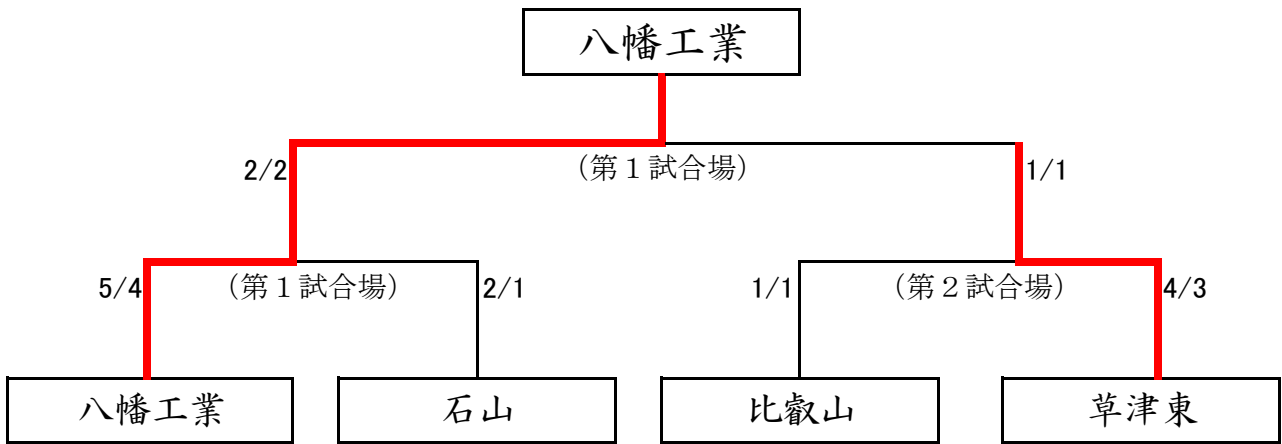 八幡工業
2/2
(第１試合場)
1/1
5/4
(第１試合場)
2/1
1/1
(第２試合場)
4/3
八幡工業
石山
比叡山
草津東